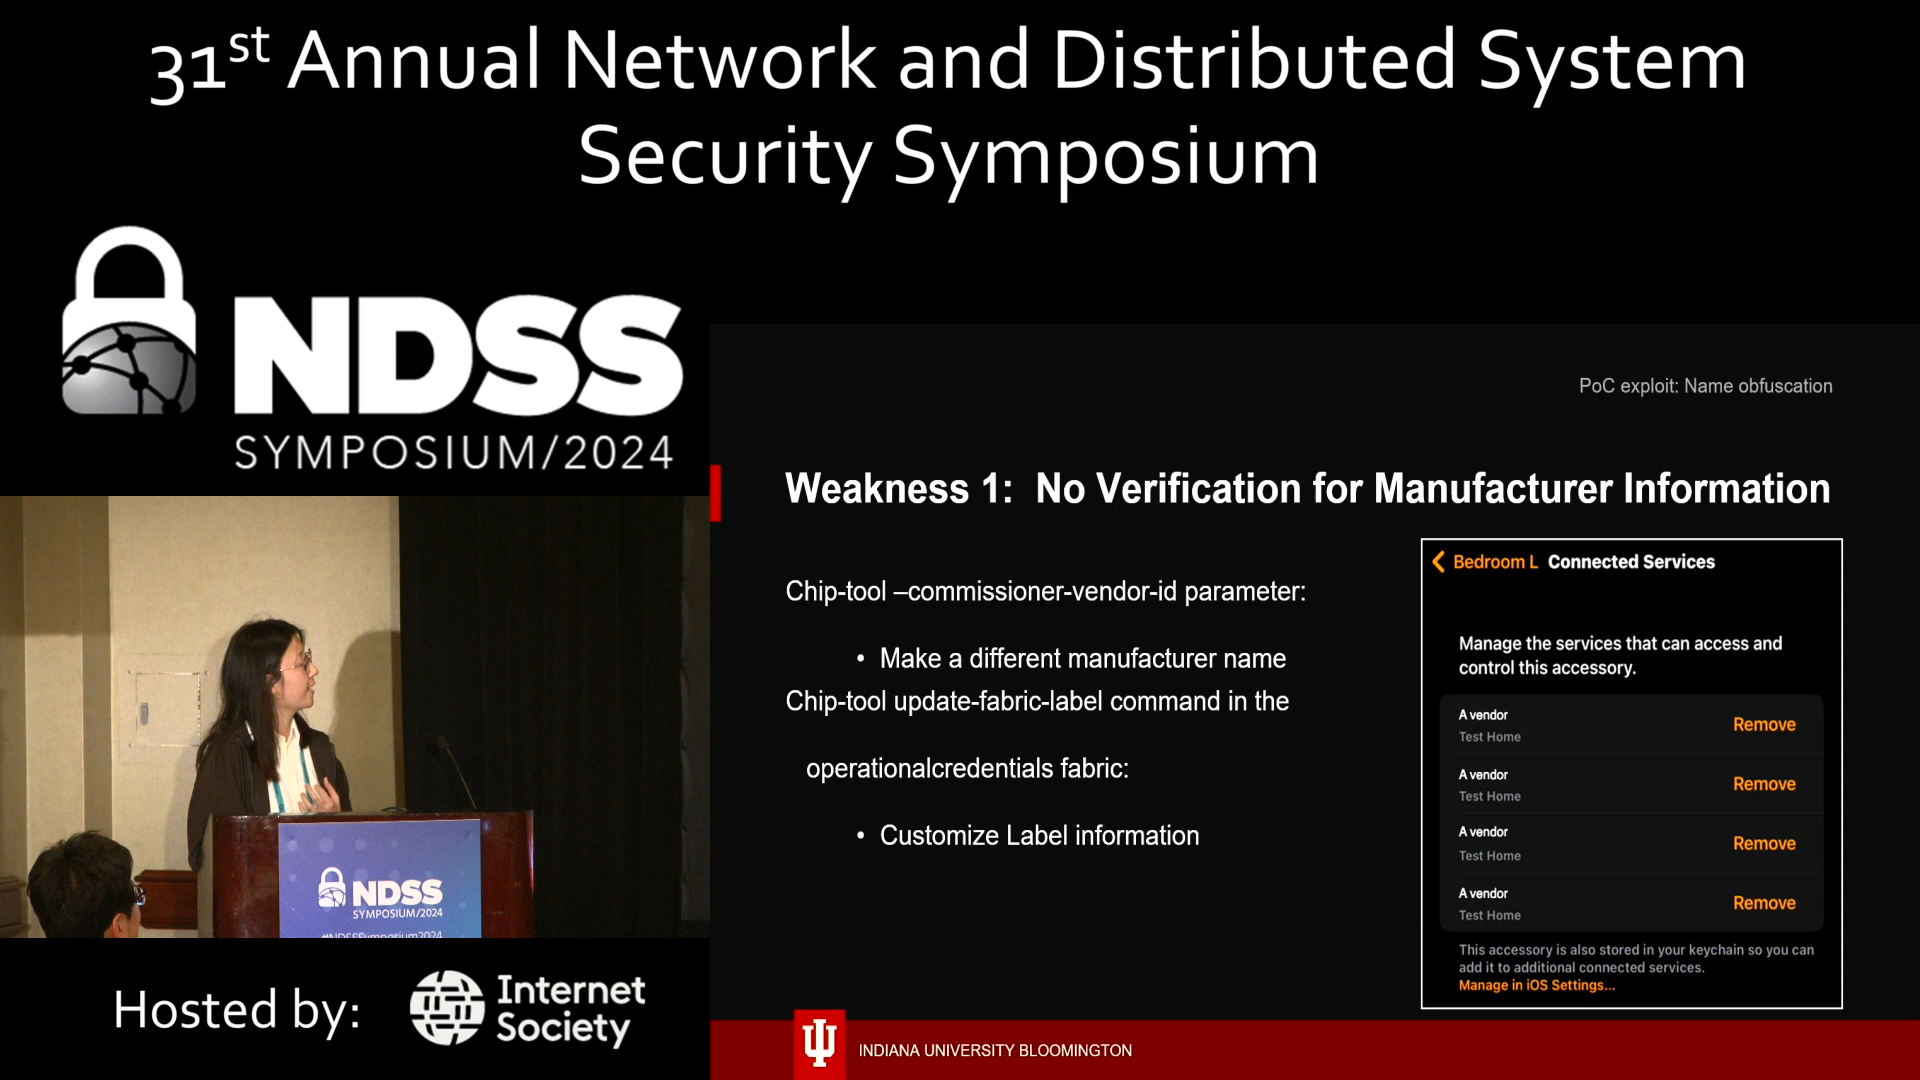 31st Annual Network and Distributed System
Security Symposium
NDSS
SYMPOSIUM/2024
PoC exploit: Name obfuscation
Weakness 1: No Verification for Manufacturer Information
Chip-tool –commissioner-vendor-id parameter:
• Make a different manufacturer name
Chip-tool update-fabric-label command in the
operationalcredentials fabric:
• Customize Label information
Bedroom L Connected Services
Manage the services that can access and
control this accessory.
A vendor
Test Home
Remove
A vendor
Test Home
Remove
A vendor
Test Home
Remove
A vendor
Test Home
Remove
This accessory is also stored in your keychain so you can
add it to additional connected services.
Manage in iOS Settings...
NDSS
SYMPOSIUM/2024
#NDSSSymposium2024
Hosted by:
Internet
Society
INDIANA UNIVERSITY BLOOMINGTON